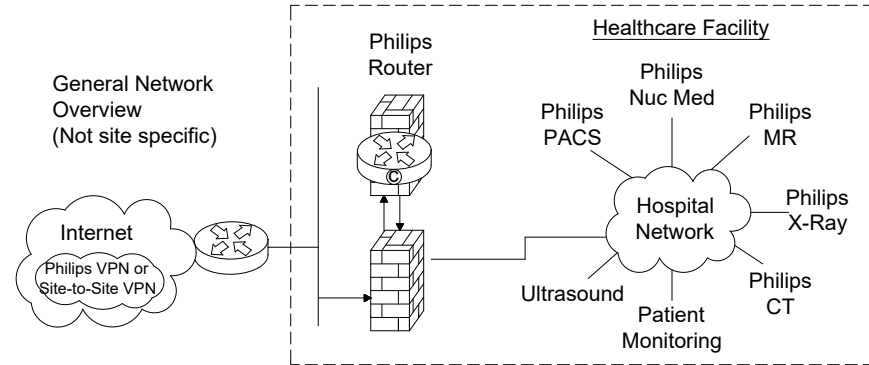 Healthcare Facility
General Network
Overview
(Not site specific)
Philips
Router
C
Internet
Philips VPN or
Site-to-Site VPN
Philips
Nuc Med
Philips
PACS
Philips
MR
Hospital
Network
Philips
X-Ray
Ultrasound
Patient
Monitoring
Philips
CT